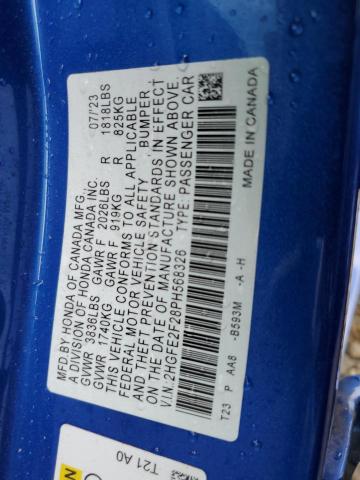 MFD.BY HONDA OF CANADA MFG. 07/'23
A DIVISION OF HONDA CANADA INC.
GVWR 3836LBS GAWR F 2026LBS R 1818LBS
GVWR 1740KG GAWR F 919KG R 825KG
THIS VEHICLE CONFORMS TO ALL APPLICABLE
FEDERAL MOTOR VEHICLE SAFETY BUMPER
AND THEFT PREVENTION STANDARDS IN EFFECT
ON THE DATE OF MANUFACTURE SHOWN ABOVE.
V.I.N. 2HGFE2F28PH568326 TYPE: PASSENGER CAR
T23 P AA8 -B593M -A -H
MADE IN CANADA
T21 A0